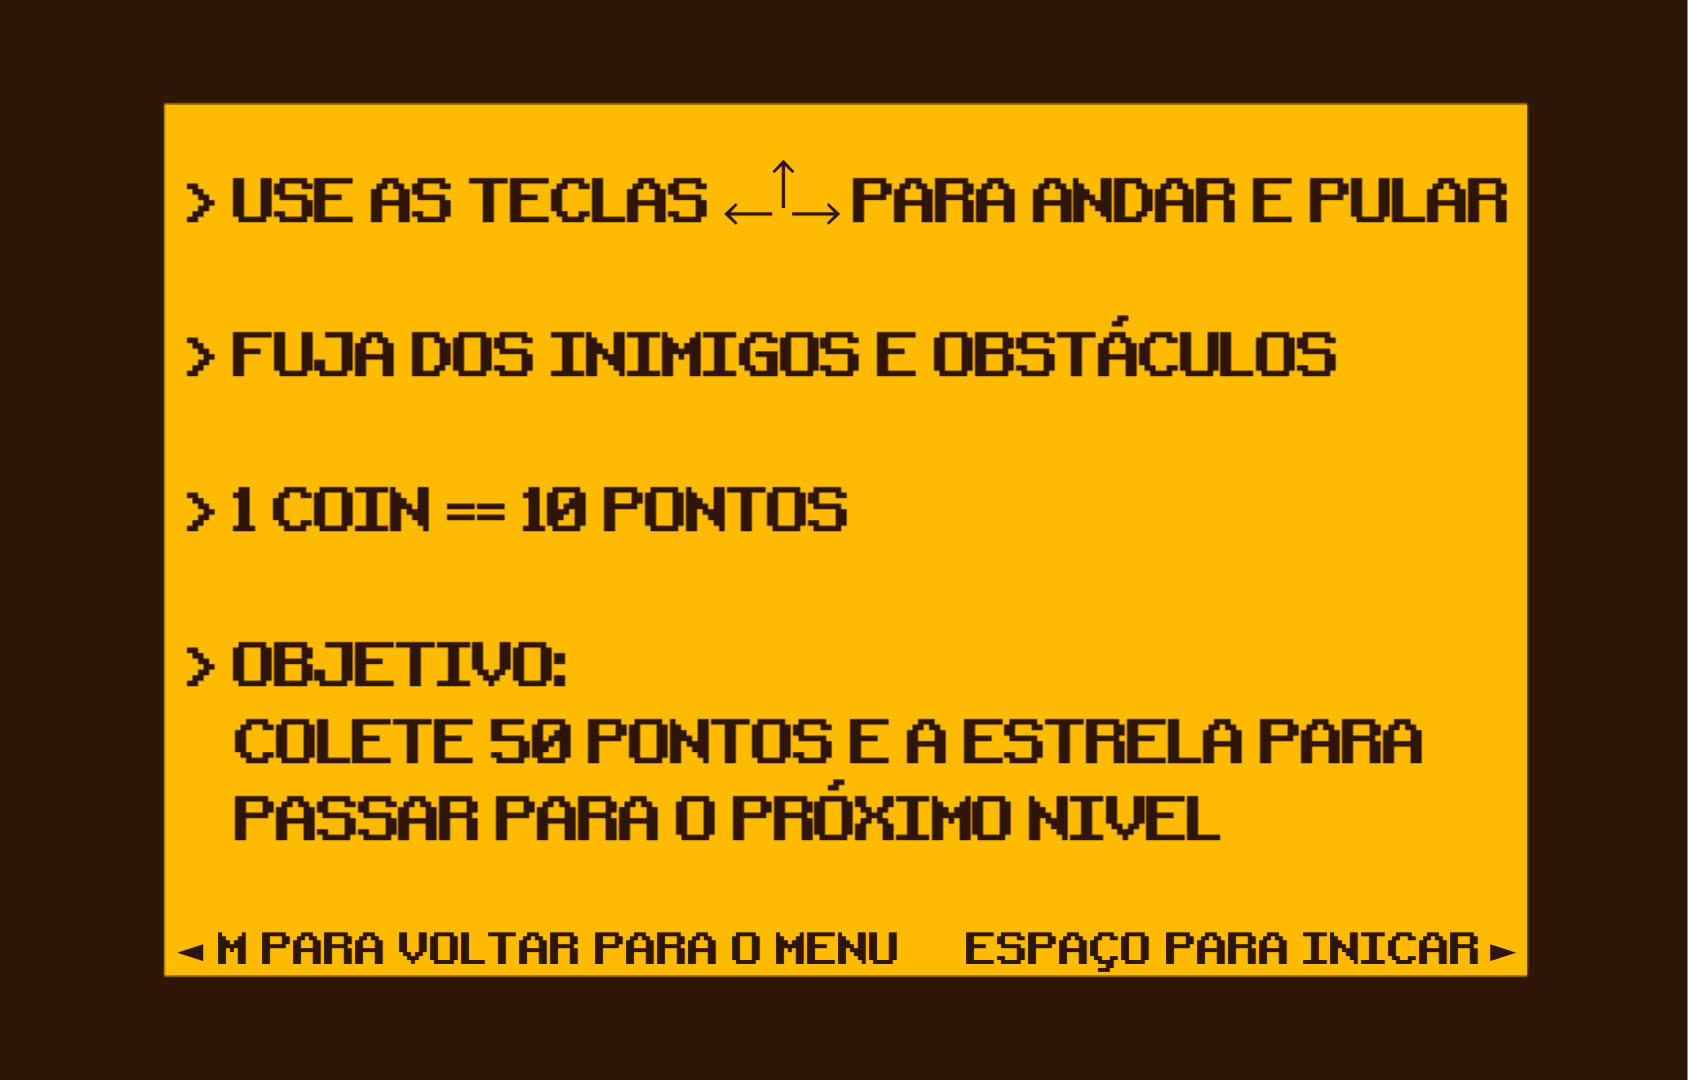 > USE AS TECLAS ← ↑ → PARA ANDAR E PULAR
> FUJA DOS INIMIGOS E OBSTÁCULOS
> 1 COIN == 10 PONTOS
> OBJETIVO:
COLETE 50 PONTOS E A ESTRELA PARA
PASSAR PARA O PRÓXIMO NIVEL
◄ M PARA VOLTAR PARA O MENU ESPAÇO PARA INICAR ►